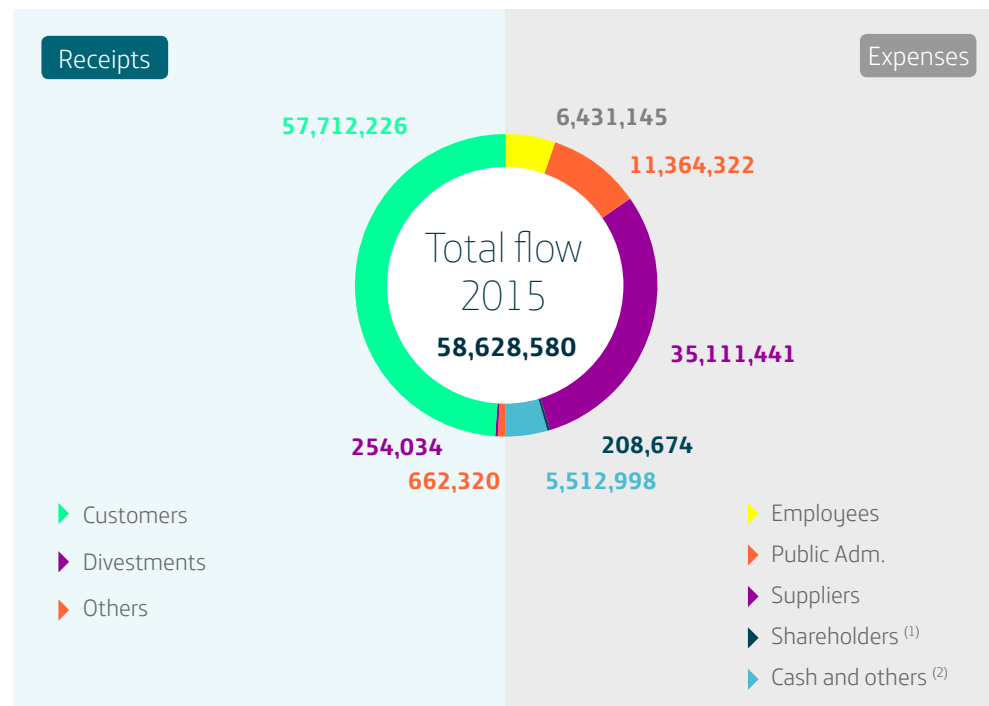 Receipts
Expenses
57,712,226
6,431,145
11,364,322
Total flow
2015
58,628,580
35,111,441
254,034
208,674
662,320
5,512,998
Customers
Divestments
Others
Employees
Public Adm.
Suppliers
Shareholders (1)
Cash and others (2)